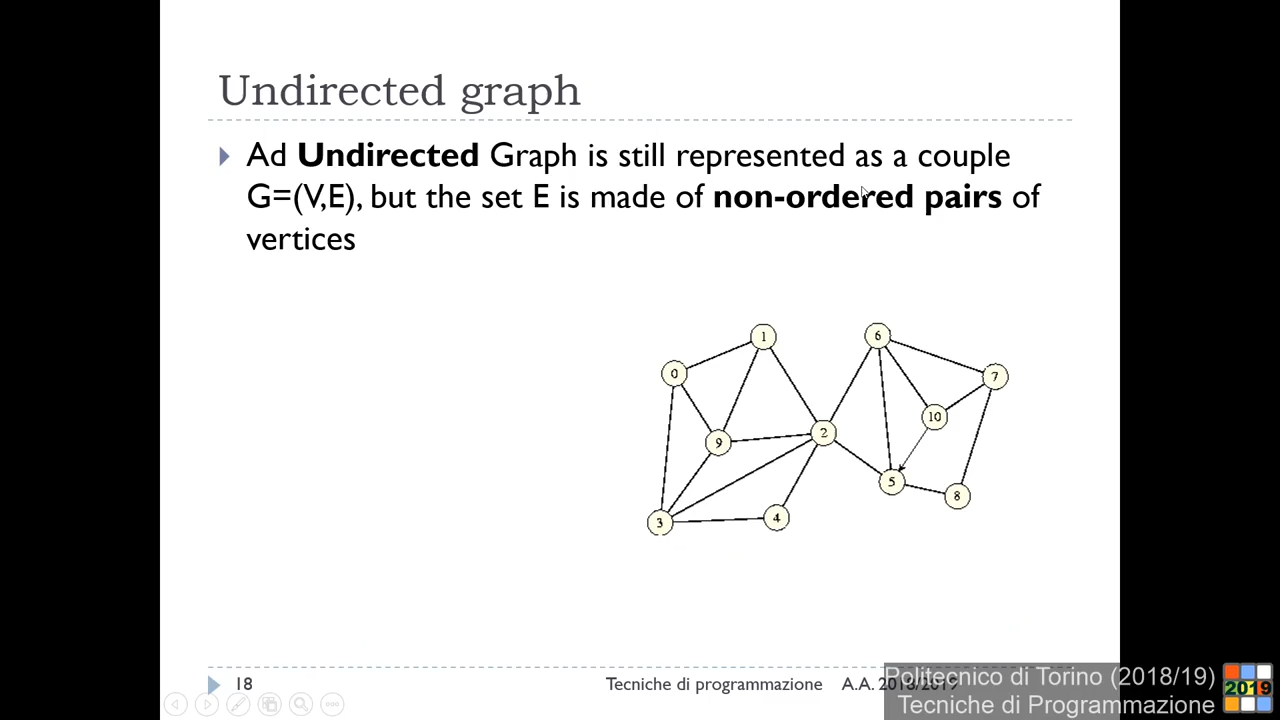 Undirected graph
Ad Undirected Graph is still represented as a couple
G=(V,E), but the set E is made of non-ordered pairs of
vertices
1
6
0
7
10
9
2
5
8
3
4
18
Tecniche di programmazione A.A. 2018/2019
Politecnico di Torino (2018/19)
Tecniche di Programmazione
2019